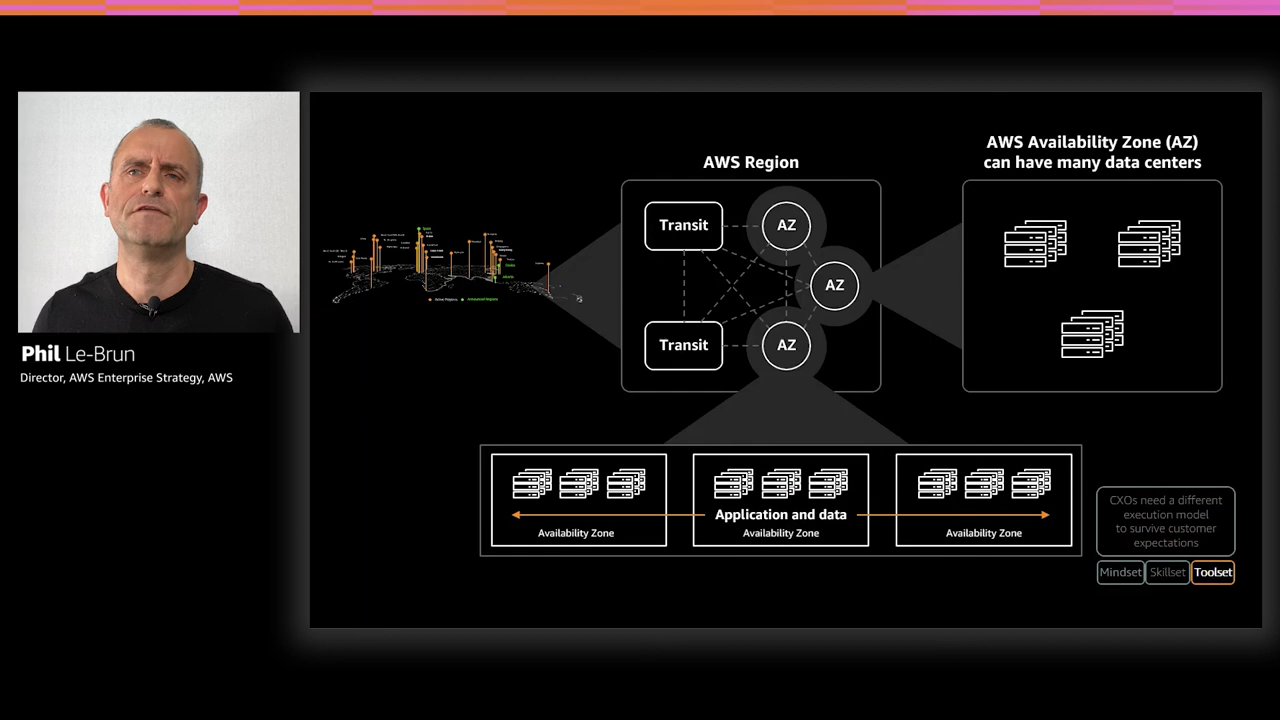 Phil Le-Brun
Director, AWS Enterprise Strategy, AWS
AWS Region
Transit
AZ
AZ
Transit
AZ
AWS Availability Zone (AZ)
can have many data centers
Application and data
Availability Zone
Availability Zone
Availability Zone
CXOs need a different
execution model
to survive customer
expectations
Mindset
Skillset
Toolset